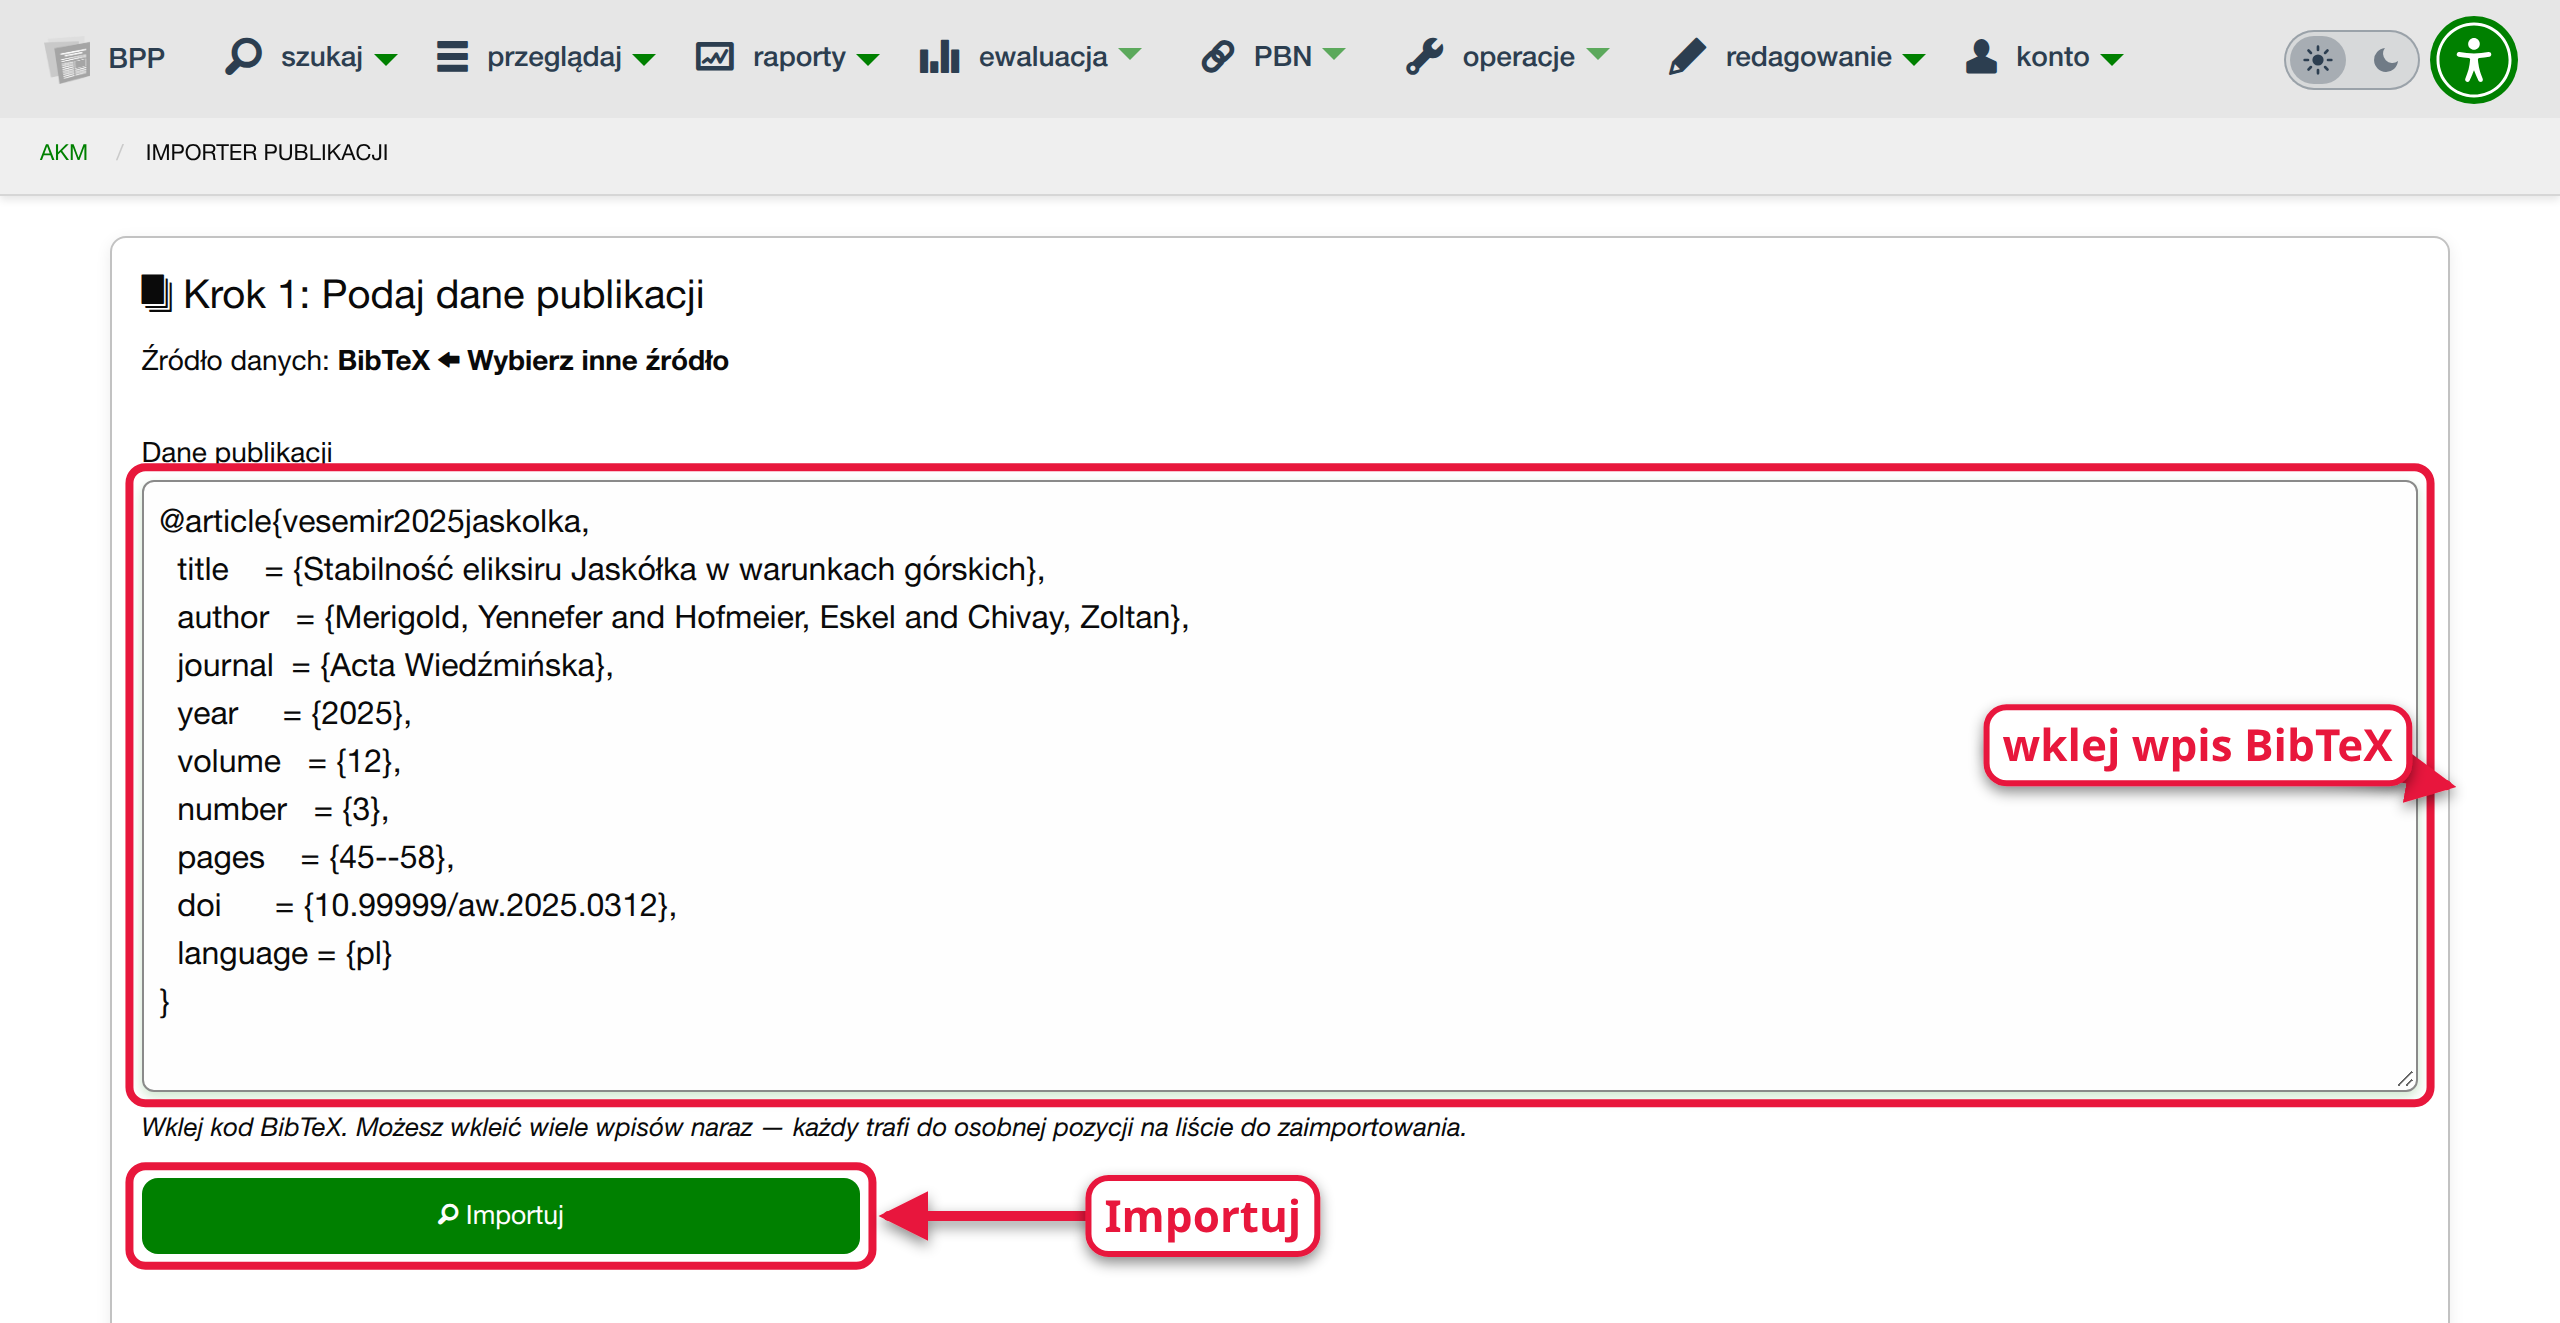 BPP szukaj przeglądaj raporty ewaluacja PBN operacje redagowanie konto
AKM / IMPORTER PUBLIKACJI
Krok 1: Podaj dane publikacji
Źródło danych: BibTeX Wybierz inne źródło
Dane publikacji
@article{vesemir2025jaskolka,
title = {Stabilność eliksiru Jaskółka w warunkach górskich},
author = {Merigold, Yennefer and Hofmeier, Eskel and Chivay, Zoltan},
journal = {Acta Wiedźmińska},
year = {2025},
volume = {12},
number = {3},
pages = {45--58},
doi = {10.99999/aw.2025.0312},
language = {pl}
}
wklej wpis BibTeX
Wklej kod BibTeX. Możesz wkleić wiele wpisów naraz — każdy trafi do osobnej pozycji na liście do zaimportowania.
Importuj
Importuj